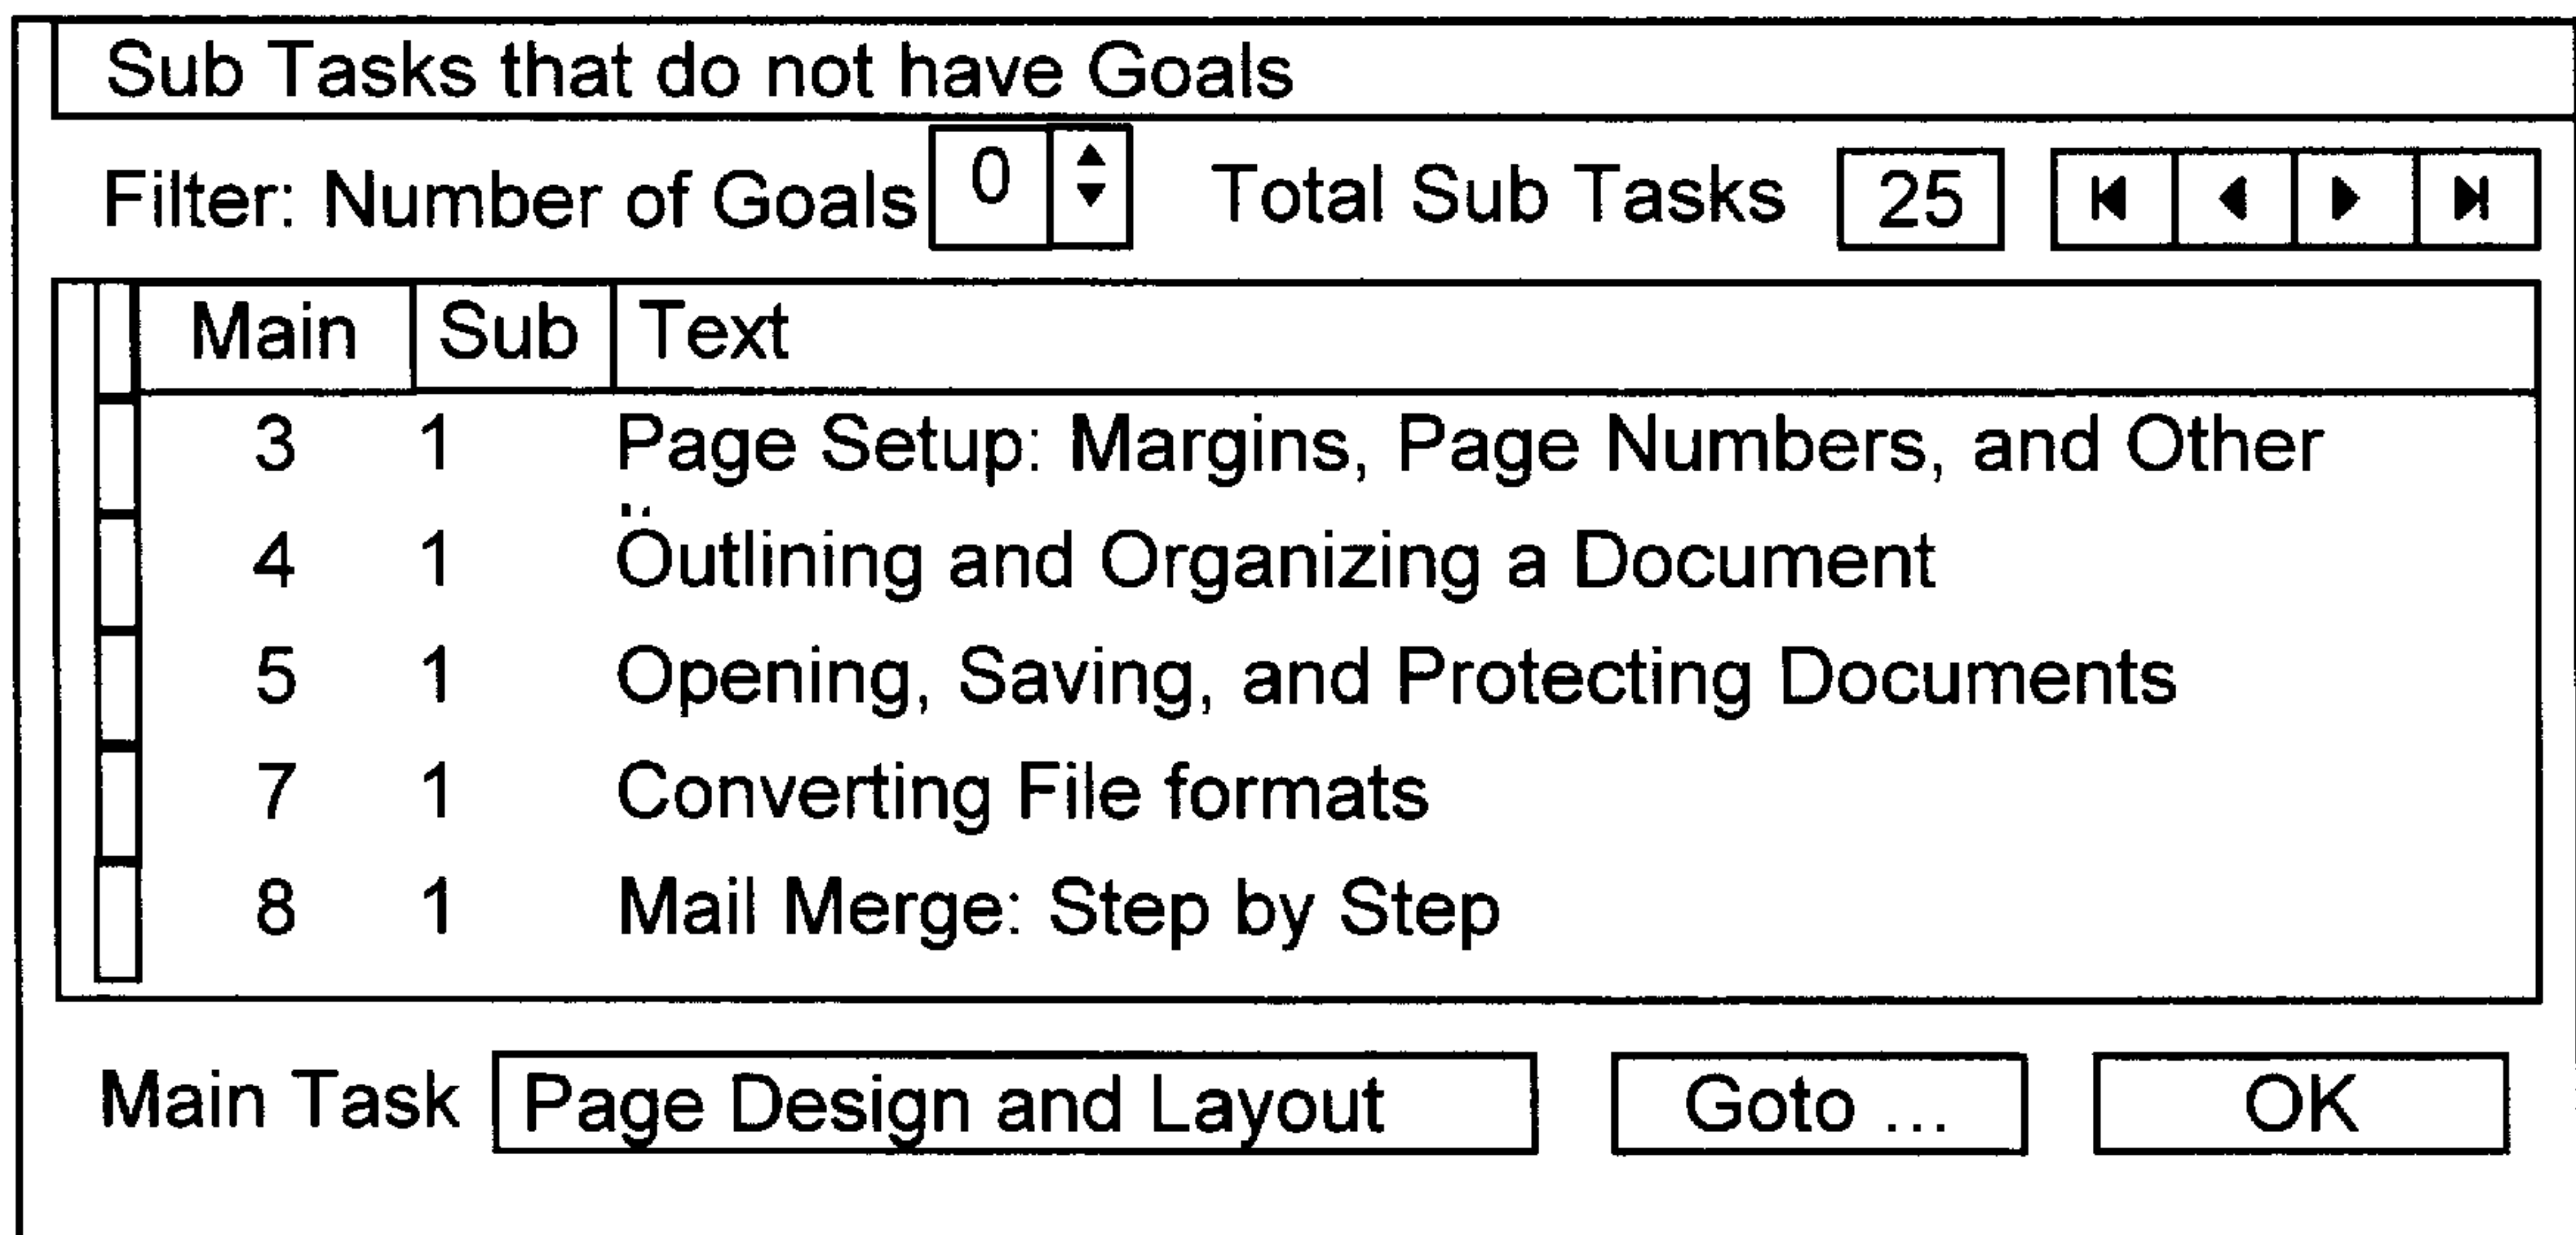 Sub Tasks that do not have Goals
Filter: Number of Goals 0 Total Sub Tasks 25
Main Sub Text
3 1 Page Setup: Margins, Page Numbers, and Other
4 1 Outlining and Organizing a Document
5 1 Opening, Saving, and Protecting Documents
7 1 Converting File formats
8 1 Mail Merge: Step by Step
Main Task Page Design and Layout Goto ... OK